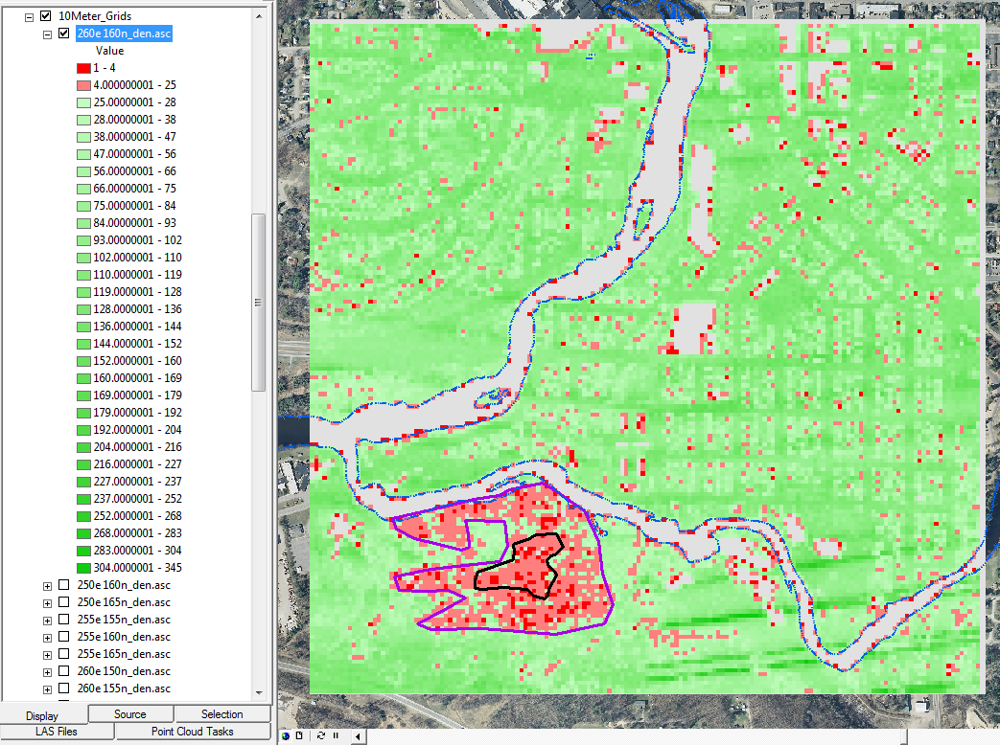 10Meter_Grids
260e160n_den.asc
Value
1 - 4
4.000000001 - 25
25.00000001 - 28
28.00000001 - 38
38.00000001 - 47
47.00000001 - 56
56.00000001 - 66
66.00000001 - 75
75.00000001 - 84
84.00000001 - 93
93.00000001 - 102
102.0000001 - 110
110.0000001 - 119
119.0000001 - 128
128.0000001 - 136
136.0000001 - 144
144.0000001 - 152
152.0000001 - 160
160.0000001 - 169
169.0000001 - 179
179.0000001 - 192
192.0000001 - 204
204.0000001 - 216
216.0000001 - 227
227.0000001 - 237
237.0000001 - 252
252.0000001 - 268
268.0000001 - 283
283.0000001 - 304
304.0000001 - 345
250e160n_den.asc
250e165n_den.asc
255e155n_den.asc
255e160n_den.asc
255e165n_den.asc
260e150n_den.asc
260e155n_den.asc
Display Source Selection
LAS Files Point Cloud Tasks